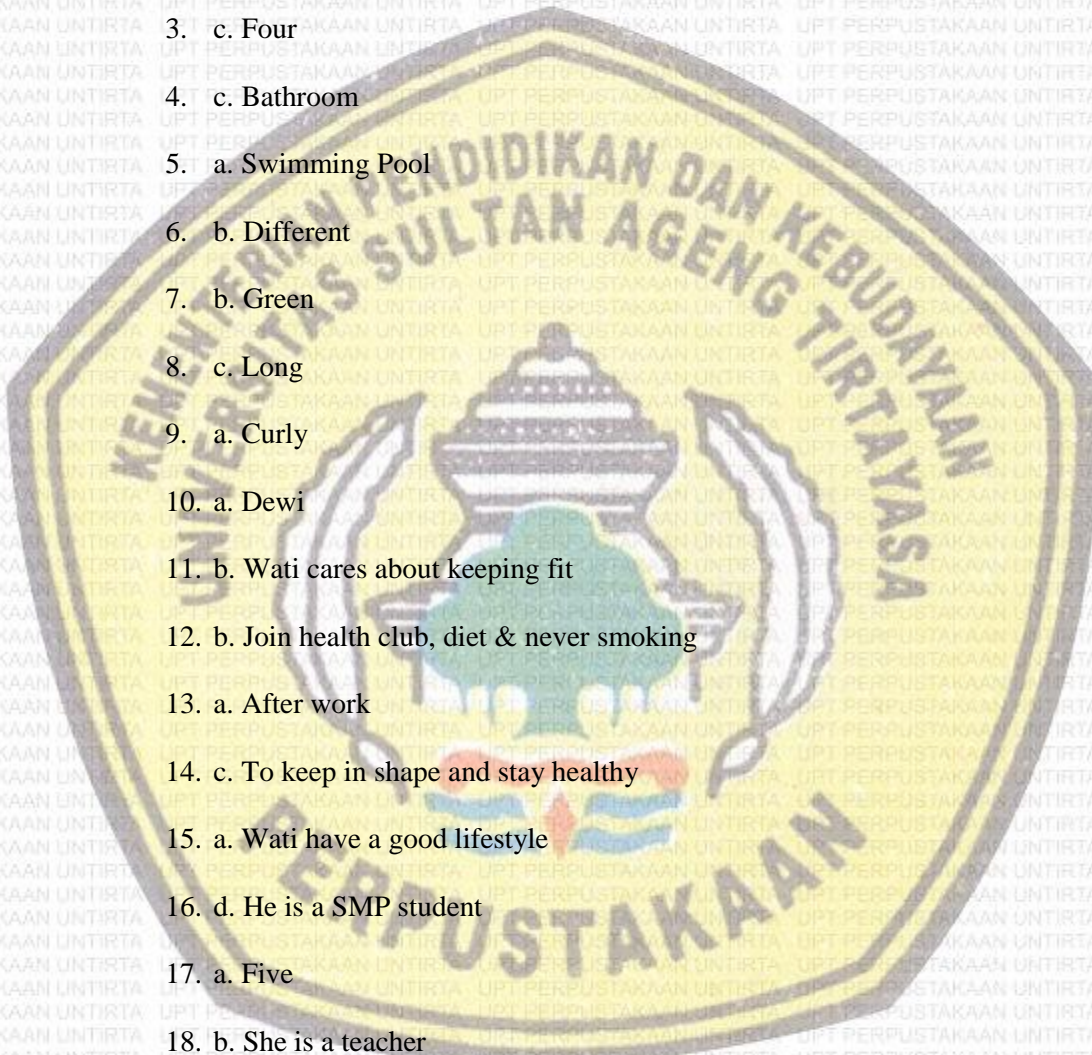 3. c. Four
4. c. Bathroom
5. a. Swimming Pool
6. b. Different
7. b. Green
8. c. Long
9. a. Curly
10. a. Dewi
11. b. Wati cares about keeping fit
12. b. Join health club, diet & never smoking
13. a. After work
14. c. To keep in shape and stay healthy
15. a. Wati have a good lifestyle
16. d. He is a SMP student
17. a. Five
18. b. She is a teacher
KEMENTERIAN PENDIDIKAN DAN KEBUDAYAAN
UNIVERSITAS SULTAN AGENG TIRTAYASA
PERPUSTAKAAN
UPT PERPUSTAKAAN UNTIRTA